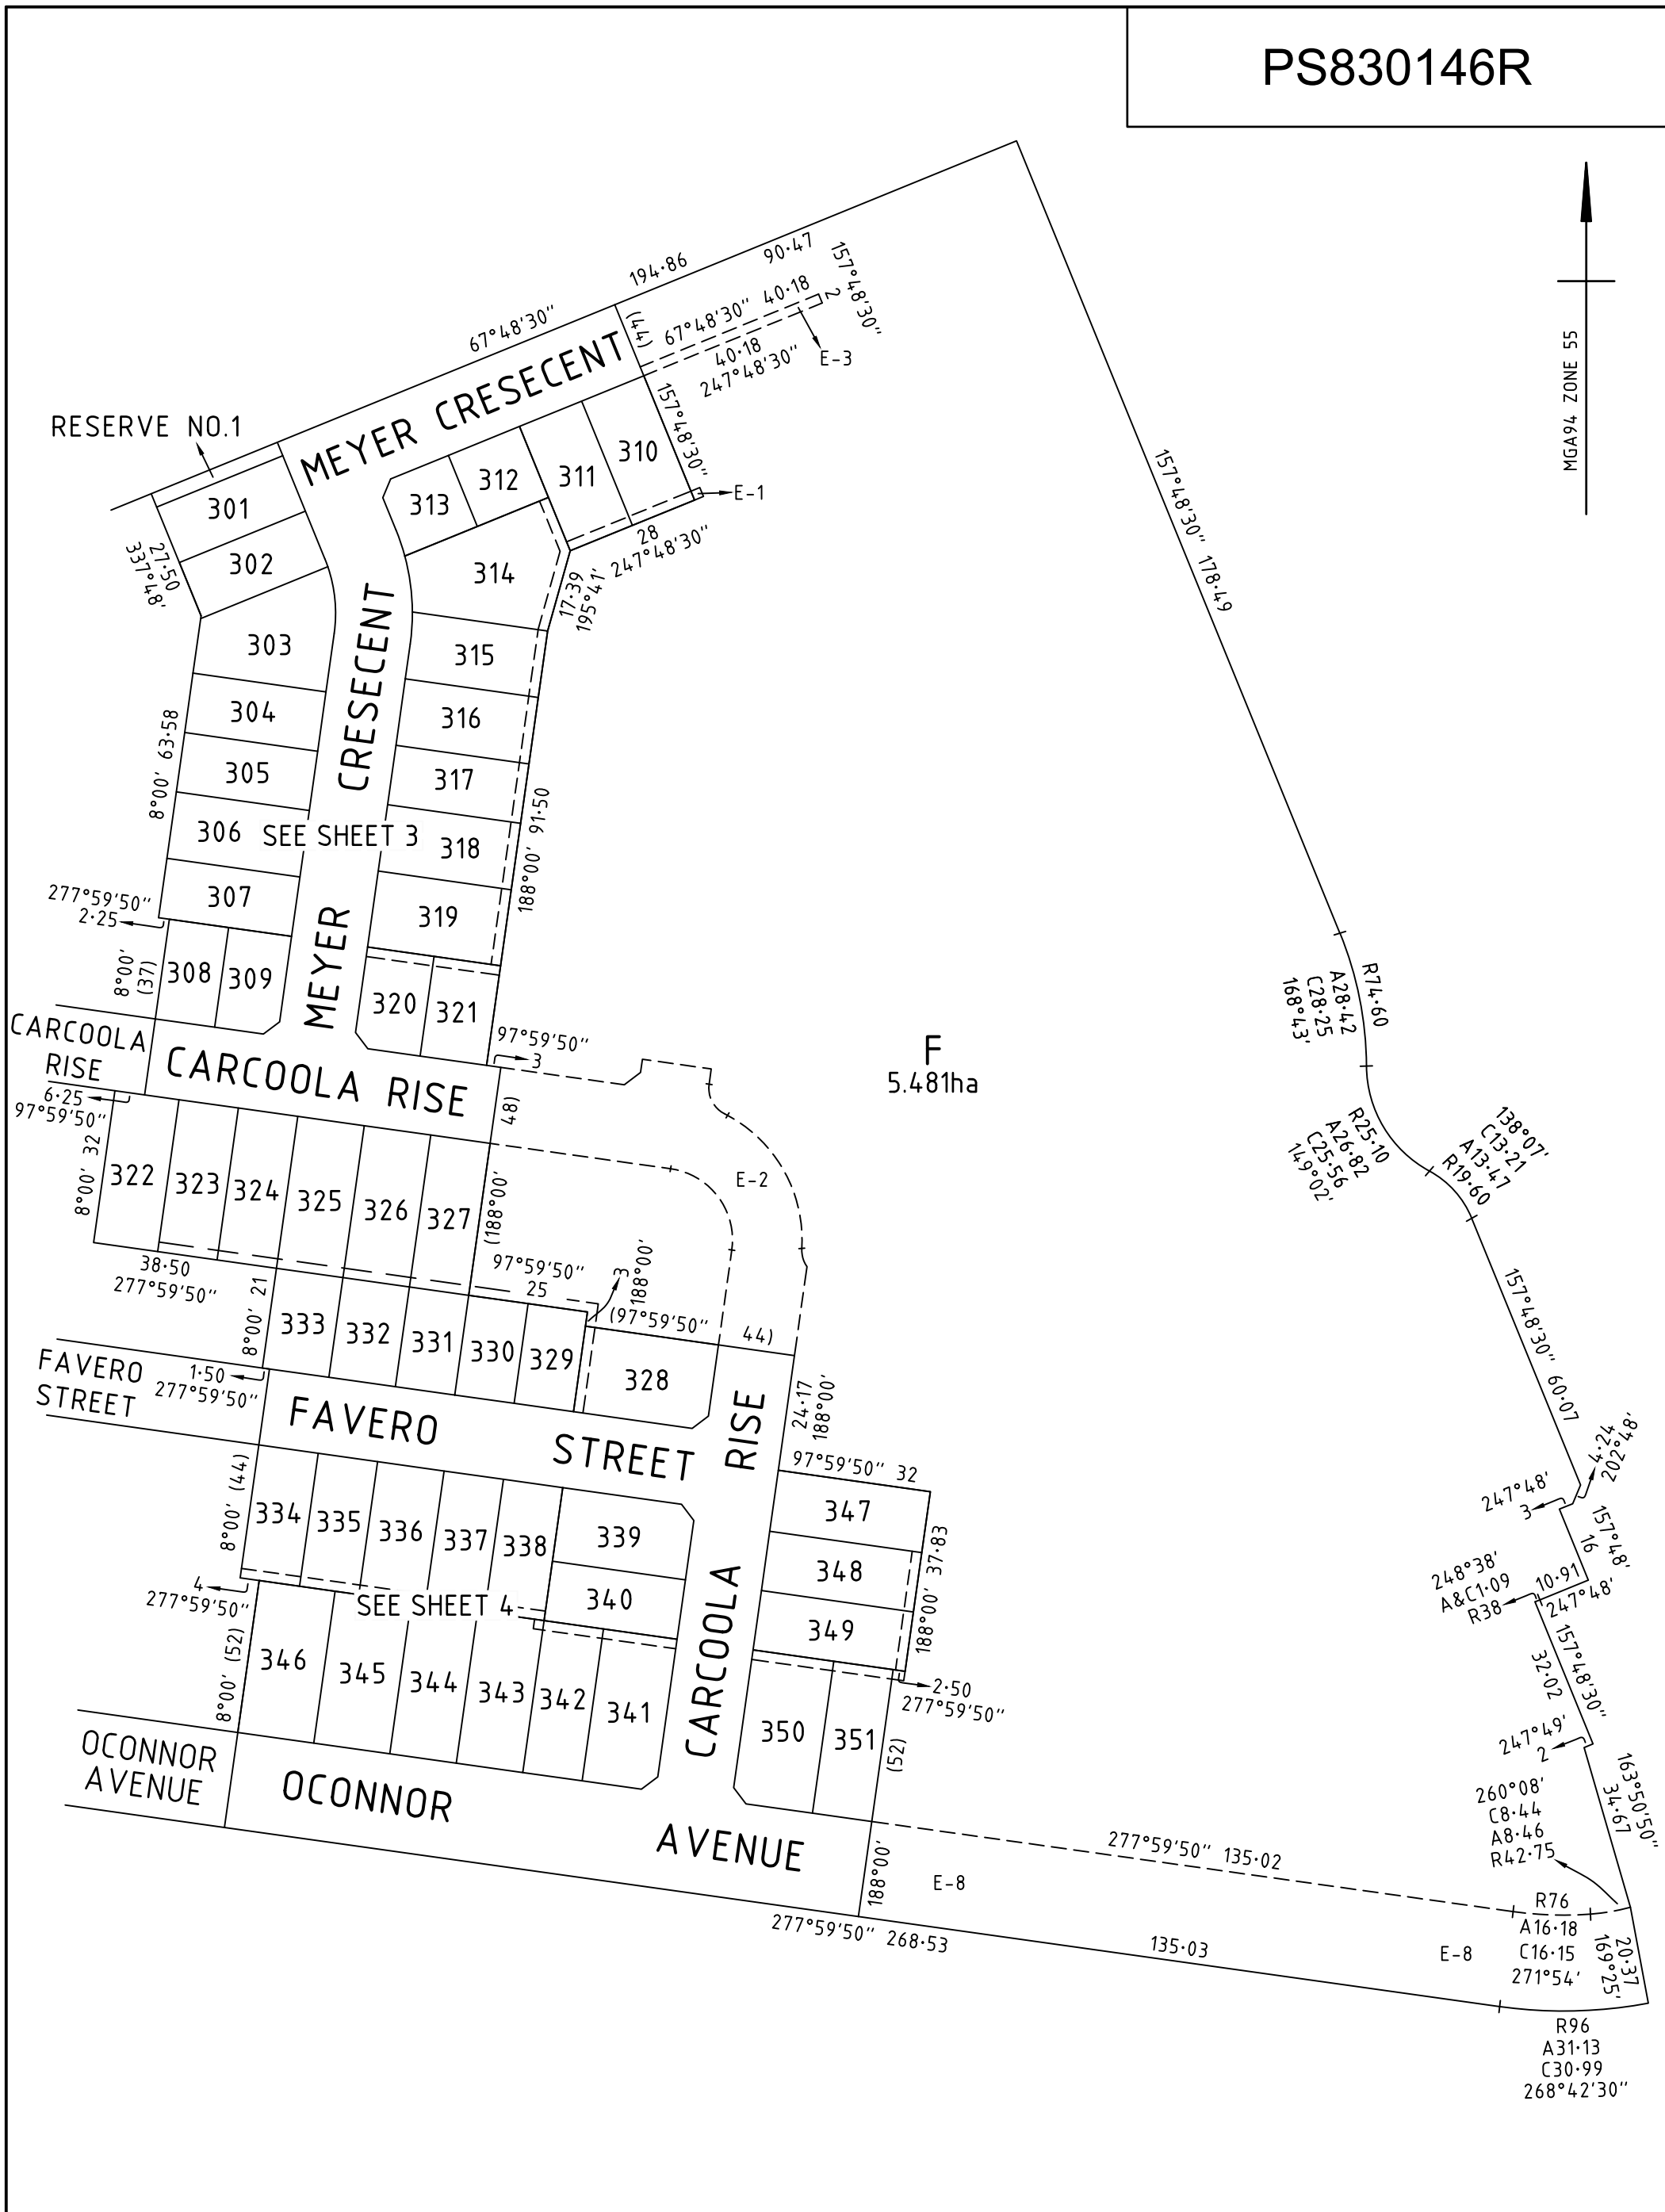 PS830146R
MGA94 ZONE 55
194·86
90·47
67°48'30"
157°48'30"
2
(44)
67°48'30" 40·18
40·18
247°48'30"
E-3
MEYER CRESECENT
RESERVE NO.1
157°48'30"
310
311
312
313
E-1
28
247°48'30"
301
302
27·50
337°48'
314
17·39
195°41'
157°48'30" 178·49
303
315
304
316
305
317
306
SEE SHEET 3
318
307
319
MEYER CRESECENT
8°00' 63·58
188°00' 91·50
277°59'50"
2·25
8°00'
(37)
308
309
320
321
97°59'50"
3
CARCOOLA
RISE
CARCOOLA RISE
6·25
97°59'50"
48)
(188°00'
F
5.481ha
E-2
8°00' 32
322
323
324
325
326
327
38·50
277°59'50"
97°59'50"
25
3
188°00'
(97°59'50"
44)
8°00' 21
333
332
331
330
329
328
FAVERO
STREET
1·50
277°59'50"
FAVERO STREET
24·17
188°00'
CARCOOLA RISE
97°59'50" 32
8°00' (44)
334
335
336
337
338
339
340
347
348
349
188°00' 37·83
4
277°59'50"
SEE SHEET 4
2·50
277°59'50"
8°00' (52)
346
345
344
343
342
341
350
351
(52)
OCONNOR
AVENUE
OCONNOR AVENUE
188°00'
E-8
277°59'50" 135·02
277°59'50" 268·53
135·03
E-8
R74·60
A28·42
C28·25
168°43'
R25·10
A26·82
C25·56
149°02'
138°07'
C13·21
A13·47
R19·60
157°48'30" 60·07
4·24
202°48'
247°48'
3
157°48'
16
248°38'
A&C1·09
R38
10·91
247°48'
157°48'30"
32·02
247°49'
2
163°50'50"
34·67
260°08'
C8·44
A8·46
R42·75
R76
A16·18
C16·15
271°54'
20·37
169°25'
R96
A31·13
C30·99
268°42'30"